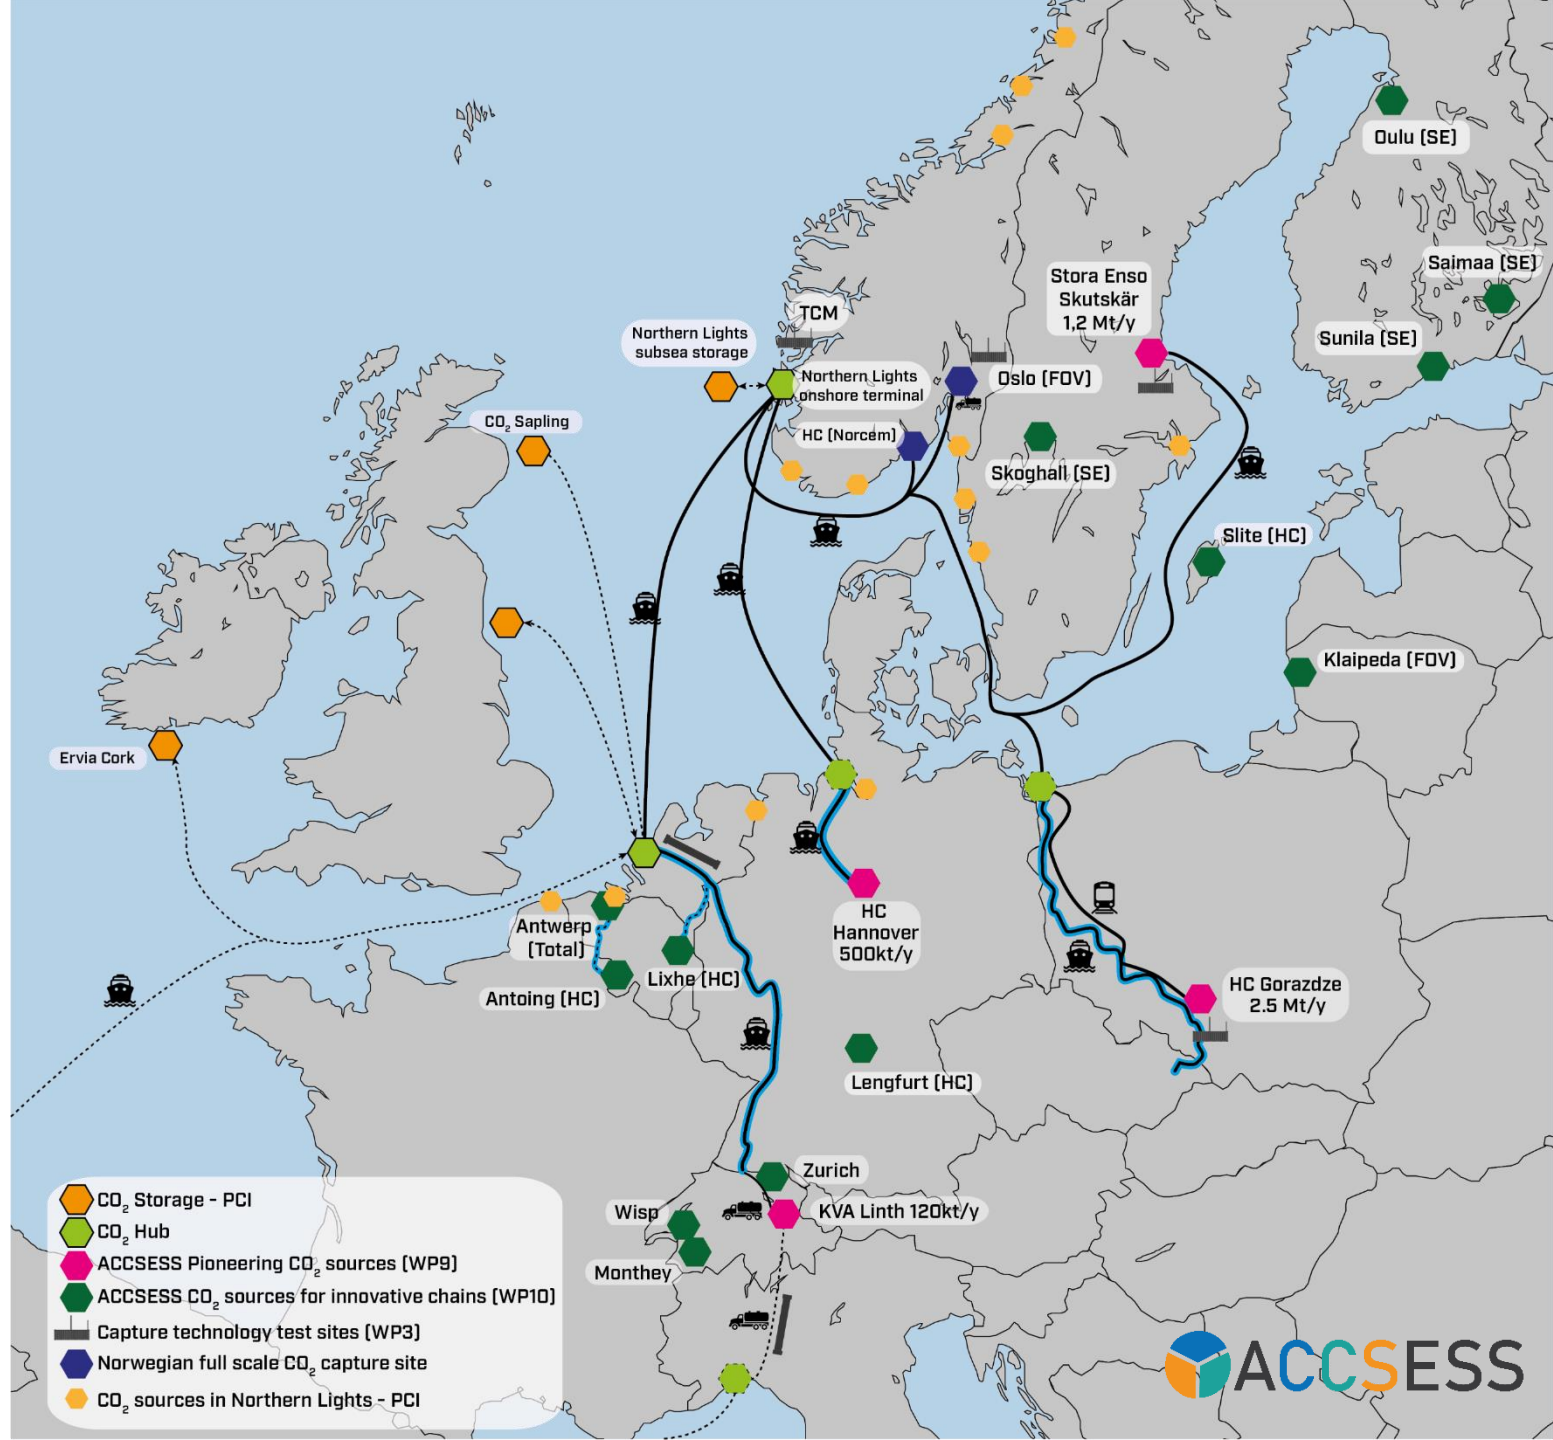 Oulu (SE)
Saimaa (SE)
Sunila (SE)
Stora Enso
Skutskär
1,2 Mt/y
TCM
Northern Lights
subsea storage
Northern Lights
onshore terminal
Oslo (FOV)
HC (Norcem)
Skoghall (SE)
CO₂ Sapling
Slite (HC)
Klaipeda (FOV)
Ervia Cork
HC
Hannover
500kt/y
Antwerp
(Total)
Lixhe (HC)
Antoing (HC)
HC Gorazdze
2.5 Mt/y
Lengfurt (HC)
Zurich
KVA Linth 120kt/y
Wisp
Monthey
CO₂ Storage - PCI
CO₂ Hub
ACCSESS Pioneering CO₂ sources (WP9)
ACCSESS CO₂ sources for innovative chains (WP10)
Capture technology test sites (WP3)
Norwegian full scale CO₂ capture site
CO₂ sources in Northern Lights - PCI
ACCSESS